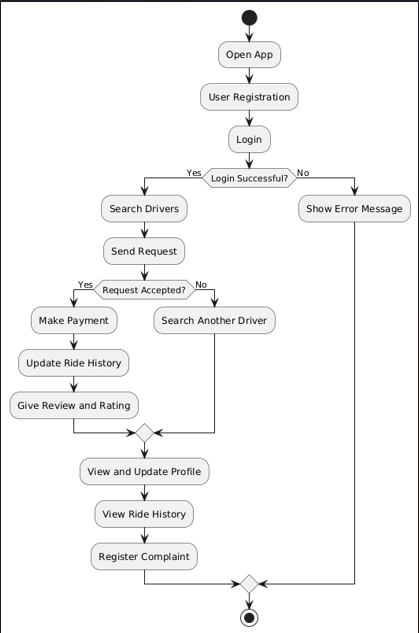 Open App
User Registration
Login
Yes
Login Successful?
No
Search Drivers
Show Error Message
Send Request
Yes
Request Accepted?
No
Make Payment
Search Another Driver
Update Ride History
Give Review and Rating
View and Update Profile
View Ride History
Register Complaint